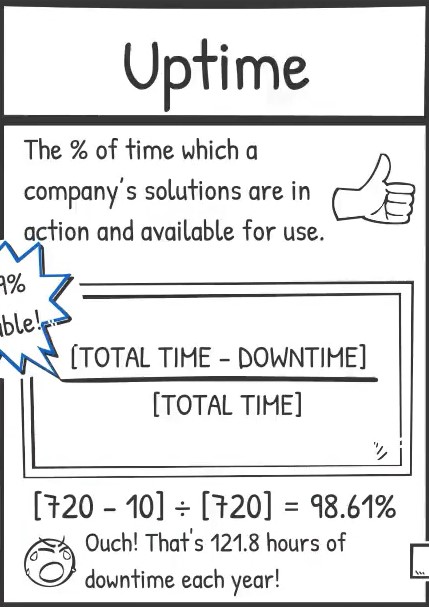 Uptime
The % of time which a
company's solutions are in
action and available for use.
9%
ble!
[TOTAL TIME - DOWNTIME]
[TOTAL TIME]
[720 - 10] ÷ [720] = 98.61%
Ouch! That's 121.8 hours of
downtime each year!